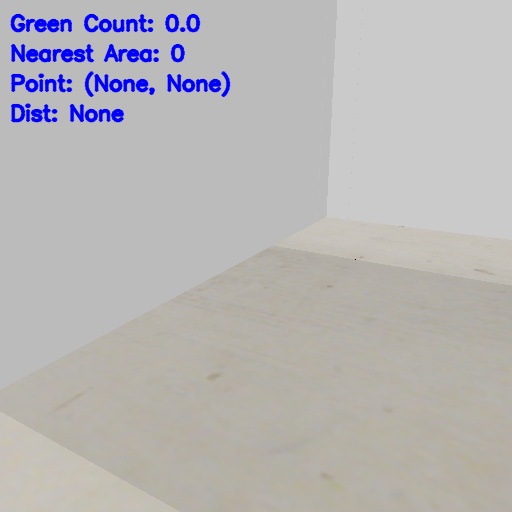 Green Count: 0.0
Nearest Area: 0
Point: (None, None)
Dist: None